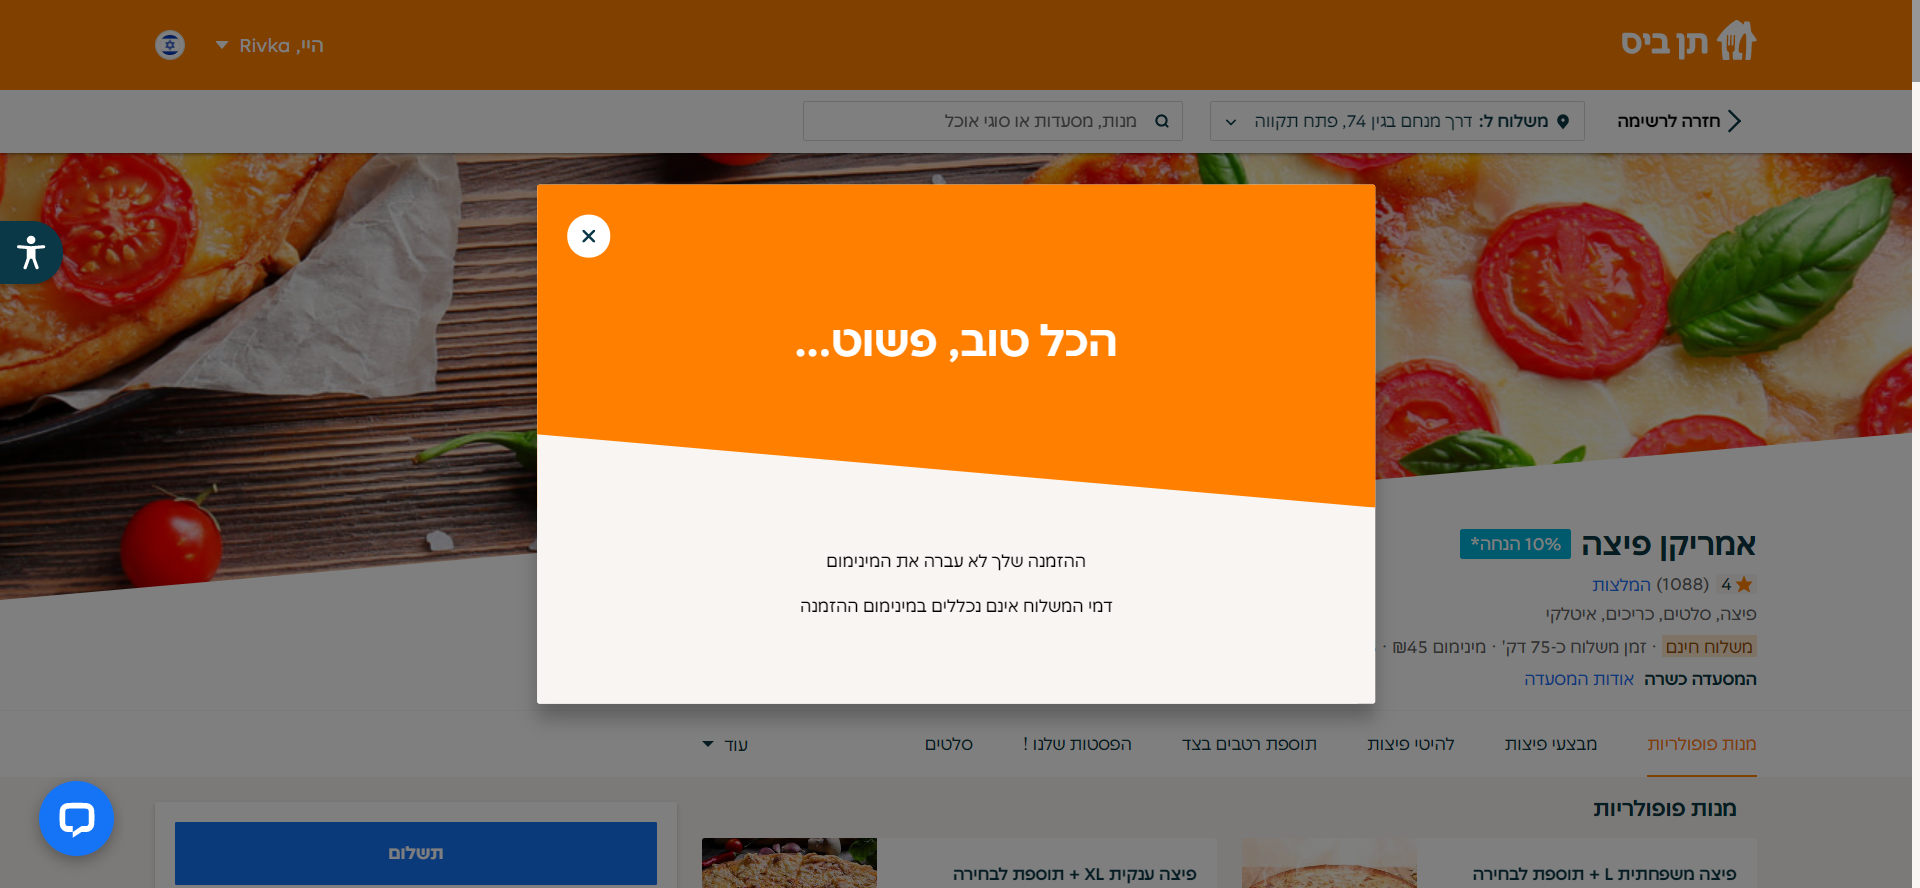 תן ביס
היי, Rivka
חזרה לרשימה
משלוח ל: דרך מנחם בגין 74, פתח תקווה
מנות, מסעדות או סוגי אוכל
הכל טוב, פשוט...
ההזמנה שלך לא עברה את המינימום
דמי המשלוח אינם נכללים במינימום ההזמנה
אמריקן פיצה
10% הנחה*
4 (1088) המלצות
פיצה, סלטים, כריכים, איטלקי
משלוח חינם · זמן משלוח כ-75 דק' · מינימום ₪45 ·
המסעדה כשרה אודות המסעדה
מנות פופולריות
מבצעי פיצות
להיטי פיצות
תוספת רטבים בצד
הפסטות שלנו !
סלטים
עוד
מנות פופולריות
פיצה משפחתית L + תוספת לבחירה
פיצה ענקית XL + תוספת לבחירה
תשלום